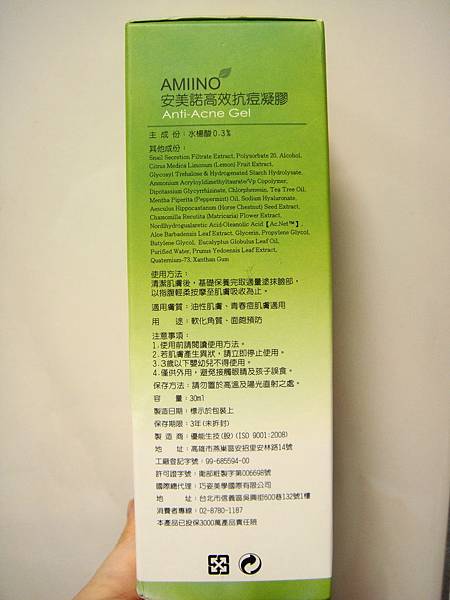 AMIINO
安美諾高效抗痘凝膠
Anti-Acne Gel
主 成 份：水楊酸0.3%
其他成份：
Snail Secretion Filtrate Extract, Polysorbate 20, Alcohol,
Citrus Medica Limonum (Lemon) Fruit Extract,
Glycosyl Trehalose & Hydrogenated Starch Hydrolysate,
Ammonium Acryloyldimethyltaurate/Vp Copolymer,
Dipotassium Glycyrrhizinate, Chlorphenesin, Tea Tree Oil,
Mentha Piperita (Peppermint) Oil, Sodium Hyaluronate,
Aesculus Hippocastanum (Horse Chestnut) Seed Extract,
Chamomilla Recutita (Matricaria) Flower Extract,
Nordihydroguaiaretic Acid·Oleanolic Acid【Ac.Net™】,
Aloe Barbadensis Leaf Extract, Glycerin, Propylene Glycol,
Butylene Glycol, Eucalyptus Globulus Leaf Oil,
Purified Water, Prunus Yedoensis Leaf Extract,
Quaternium-73, Xanthan Gum
使用方法：
清潔肌膚後，基礎保養完取適量塗抹臉部，
以指腹輕柔按摩至肌膚吸收為止。
適用膚質：油性肌膚、青春痘肌膚適用
用　　途：軟化角質、面皰預防
注意事項：
1.使用前請閱讀使用方法。
2.若肌膚產生異狀，請立即停止使用。
3.3歲以下嬰幼兒不得使用。
4.僅供外用，避免接觸眼睛及孩子誤食。
保存方法：請勿置於高溫及陽光直射之處。
容　　量：30ml
製造日期：標示於包裝上
保存期限：3年(未拆封)
製 造 商：優能生技(股)(ISO 9001:2008)
地　　址：高雄市燕巢區安招里安林路14號
工廠登記字號：99-685594-00
許可證字號：衛部粧製字第006698號
國際總代理：巧姿美學國際有限公司
地　　址：台北市信義區吳興街600巷132號1樓
消費者專線：02-8780-1187
本產品已投保3000萬產品責任險